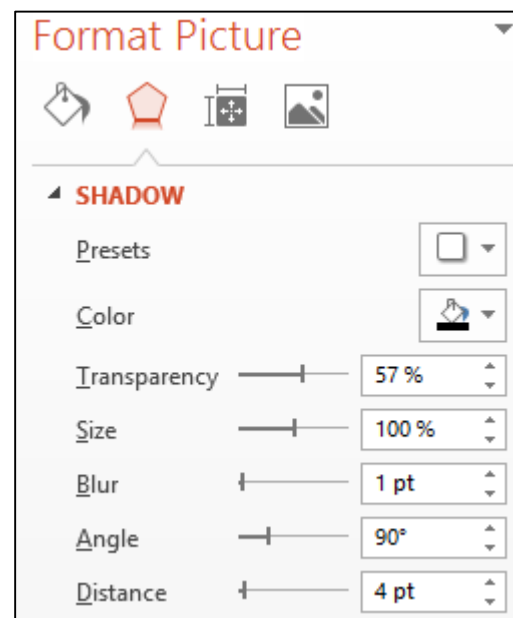 Format Picture
SHADOW
Presets
Color
Transparency 57 %
Size 100 %
Blur 1 pt
Angle 90°
Distance 4 pt